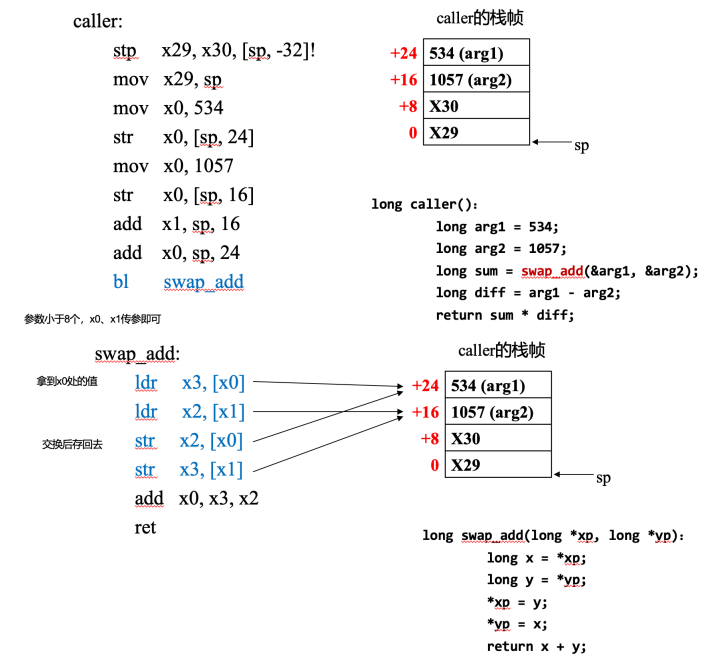 caller:
stp x29, x30, [sp, -32]!
mov x29, sp
mov x0, 534
str x0, [sp, 24]
mov x0, 1057
str x0, [sp, 16]
add x1, sp, 16
add x0, sp, 24
bl swap_add
参数小于8个，x0、x1传参即可
caller的栈帧
+24 534 (arg1)
+16 1057 (arg2)
+8 X30
0 X29
sp
long caller():
long arg1 = 534;
long arg2 = 1057;
long sum = swap_add(&arg1, &arg2);
long diff = arg1 - arg2;
return sum * diff;
swap_add:
拿到x0处的值
ldr x3, [x0]
ldr x2, [x1]
交换后存回去
str x2, [x0]
str x3, [x1]
add x0, x3, x2
ret
caller的栈帧
+24 534 (arg1)
+16 1057 (arg2)
+8 X30
0 X29
sp
long swap_add(long *xp, long *yp):
long x = *xp;
long y = *yp;
*xp = y;
*yp = x;
return x + y;